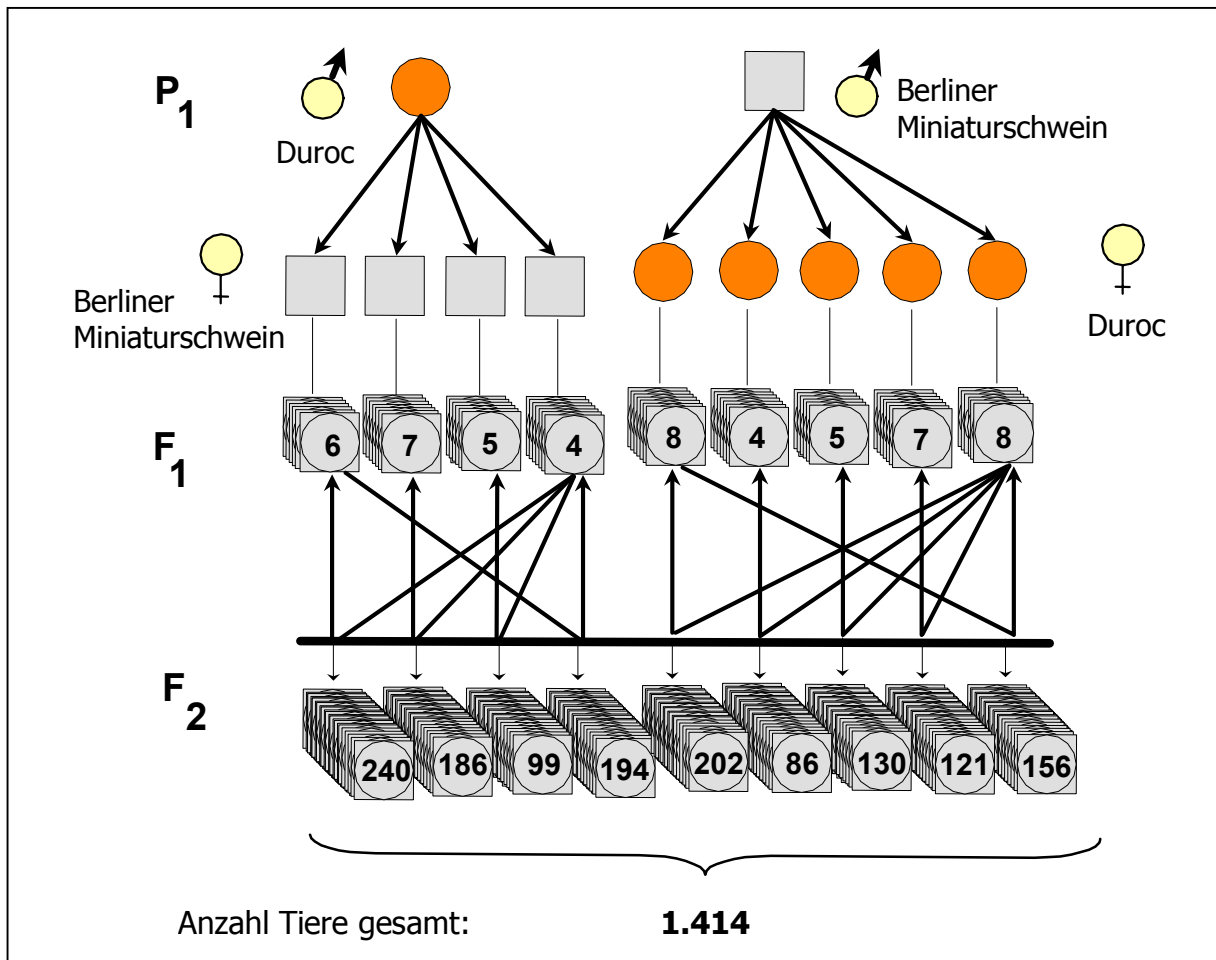 P1
Duroc
Berliner
Miniaturschwein
Berliner
Miniaturschwein
Duroc
F1
6 7 5 4 8 4 5 7 8
F2
240 186 99 194 202 86 130 121 156
Anzahl Tiere gesamt: 1.414